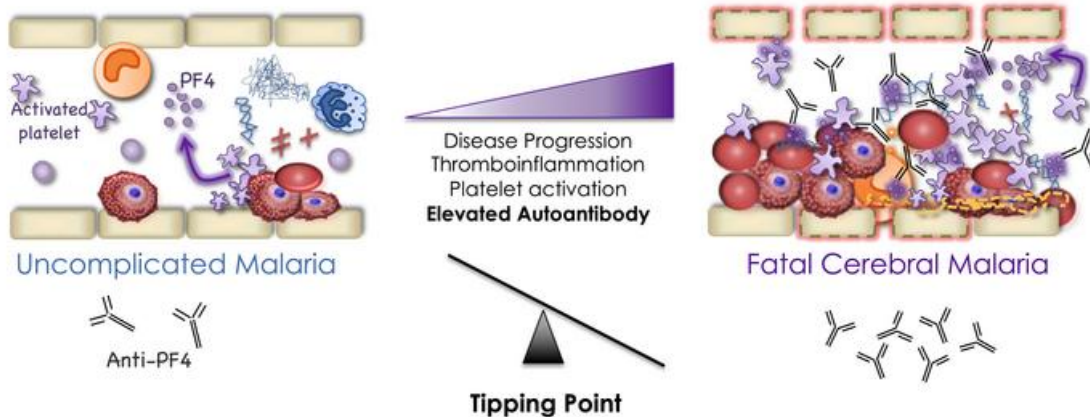 PF4
Activated
platelet
Uncomplicated Malaria
Anti-PF4
Disease Progression
Thromboinflammation
Platelet activation
Elevated Autoantibody
Tipping Point
Fatal Cerebral Malaria